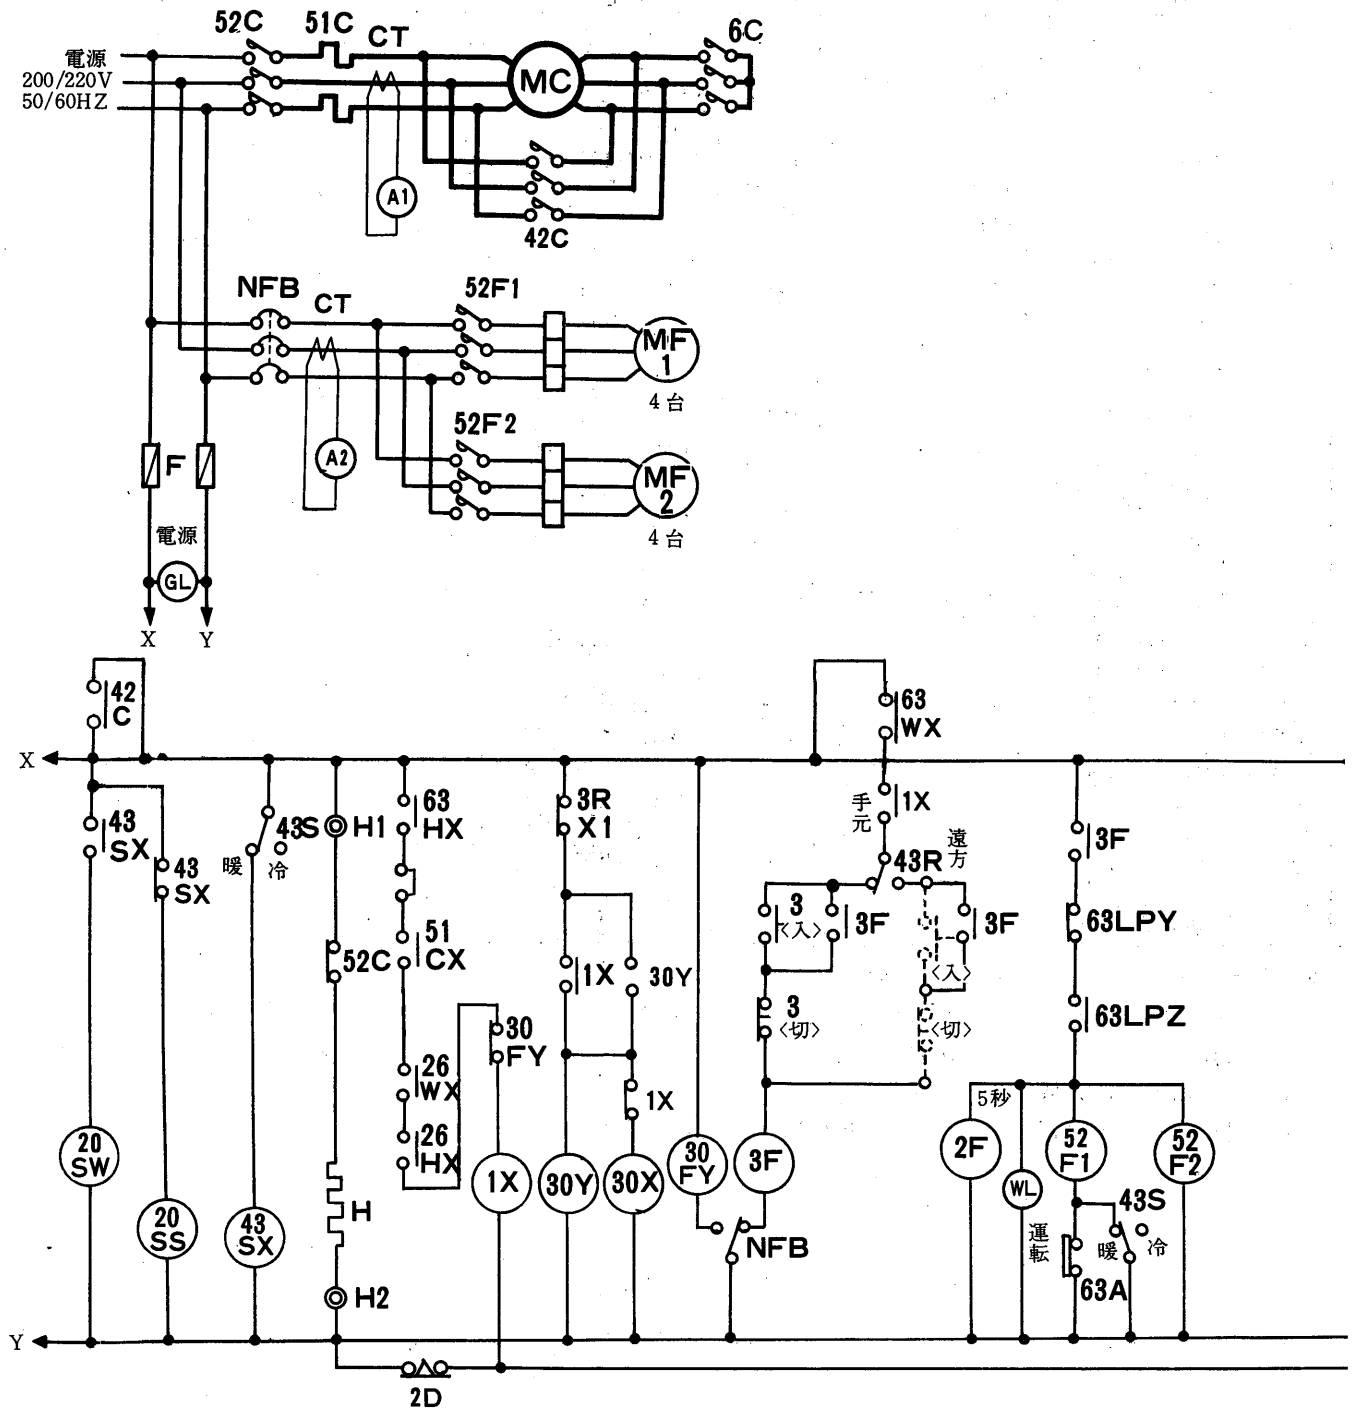 52C 51C CT 6C
電源
200/220V
50/60HZ
MC
A1
42C
NFB CT 52F1
MF
1
4台
52F2
F
A2
MF
2
4台
電源
GL
X Y
42
C
63
WX
X
43
SX
43
SX
43S
暖 冷
H1
63
HX
3R
X1
手元
1X
遠方
43R
3F
52C
51
CX
1X
30Y
3
〈入〉
3F
3F
〈入〉
63LPY
3
〈切〉
〈切〉
63LPZ
30
FY
26
WX
26
HX
1X
5秒
20
SW
20
SS
43
SX
H
1X
30Y
30X
30
FY
3F
2F
WL
52
F1
52
F2
NFB
運転
43S
暖 冷
63A
H2
Y
2D